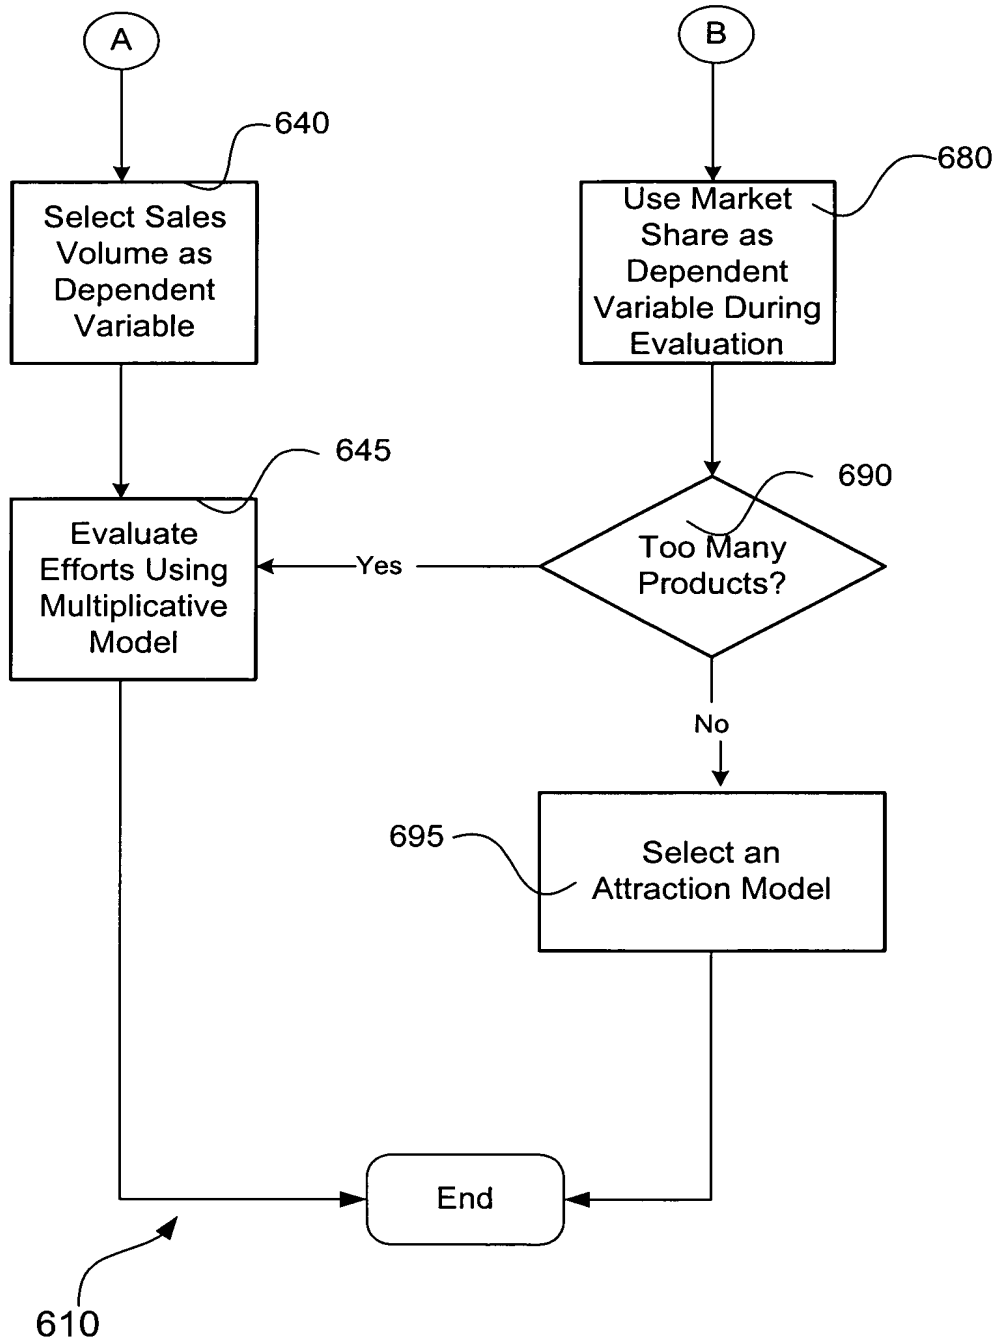 A
B
640
680
Select Sales
Volume as
Dependent
Variable
Use Market
Share as
Dependent
Variable During
Evaluation
645
690
Evaluate
Efforts Using
Multiplicative
Model
Yes
Too Many
Products?
No
695
Select an
Attraction Model
End
610